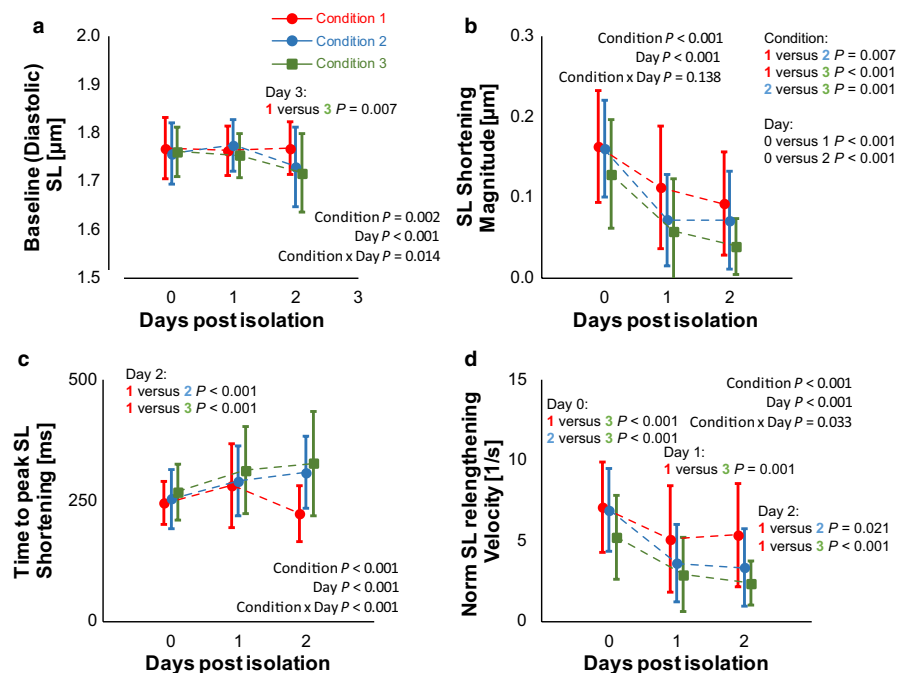 a
Condition 1
Condition 2
Condition 3
Baseline (Diastolic)
SL [µm]
2.0
1.9
1.8
1.7
1.6
1.5
Day 3:
1 versus 3 P = 0.007
Condition P = 0.002
Day P < 0.001
Condition x Day P = 0.014
0 1 2 3
Days post isolation
b
SL Shortening
Magnitude [µm]
0.3
0.2
0.1
0.0
Condition P < 0.001
Day P < 0.001
Condition x Day P = 0.138
Condition:
1 versus 2 P = 0.007
1 versus 3 P < 0.001
2 versus 3 P = 0.001
Day:
0 versus 1 P < 0.001
0 versus 2 P < 0.001
0 1 2
Days post isolation
c
Time to peak SL
Shortening [ms]
500
250
0
Day 2:
1 versus 2 P < 0.001
1 versus 3 P < 0.001
Condition P < 0.001
Day P < 0.001
Condition x Day P < 0.001
0 1 2
Days post isolation
d
Norm SL relengthening
Velocity [1/s]
15
10
5
0
Condition P < 0.001
Day P < 0.001
Condition x Day P = 0.033
Day 0:
1 versus 3 P < 0.001
2 versus 3 P < 0.001
Day 1:
1 versus 3 P = 0.001
Day 2:
1 versus 2 P = 0.021
1 versus 3 P < 0.001
0 1 2
Days post isolation